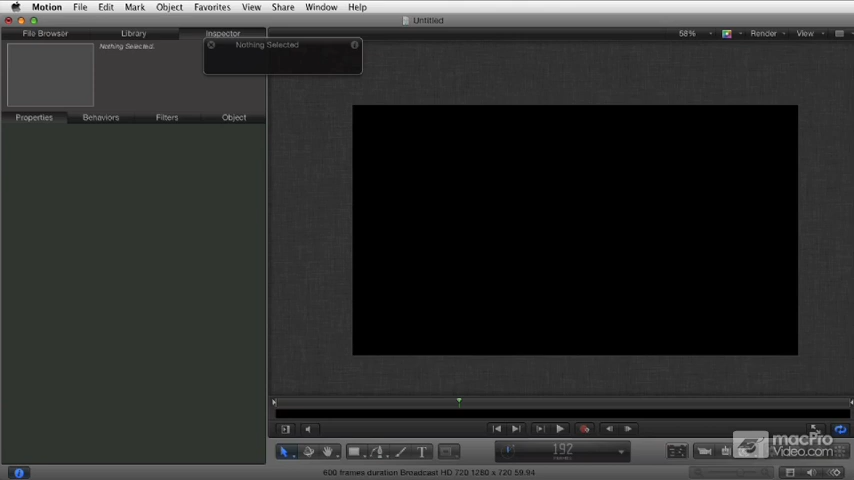 Motion File Edit Mark Object Favorites View Share Window Help
Untitled
File Browser Library Inspector 58% Render View
Nothing Selected
Nothing Selected.
Properties Behaviors Filters Object
T 192
FRAMES
macPro
Video.com
600 frames duration Broadcast HD 720 1280 x 720 59.94